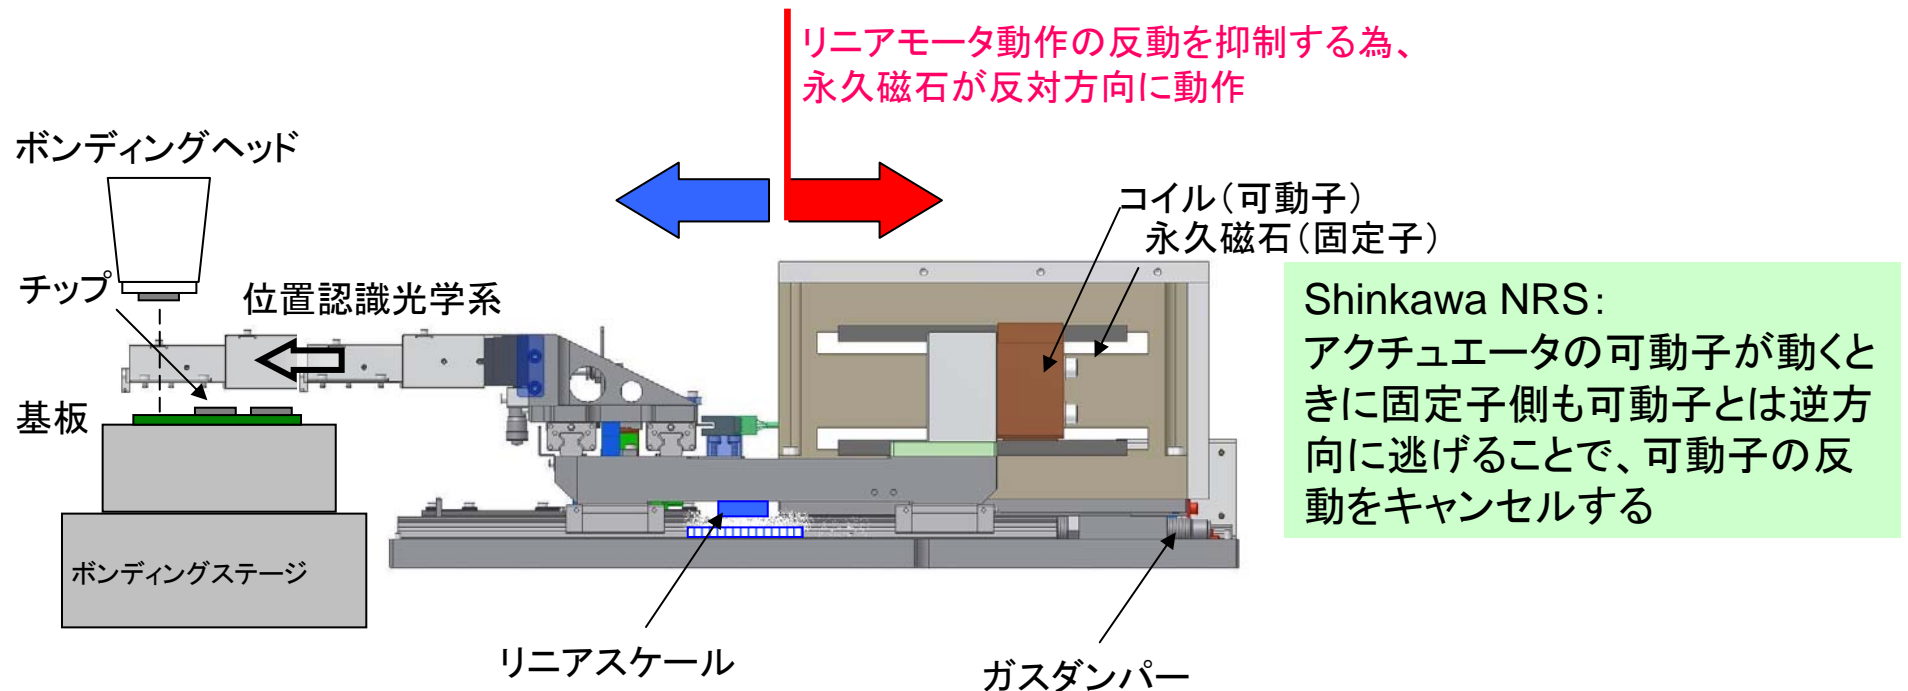 リニアモータ動作の反動を抑制する為、
永久磁石が反対方向に動作
ボンディングヘッド
コイル(可動子)
永久磁石(固定子)
チップ
位置認識光学系
Shinkawa NRS:
アクチュエータの可動子が動くと
きに固定子側も可動子とは逆方
向に逃げることで、可動子の反
動をキャンセルする
基板
ボンディングステージ
リニアスケール
ガスダンパー